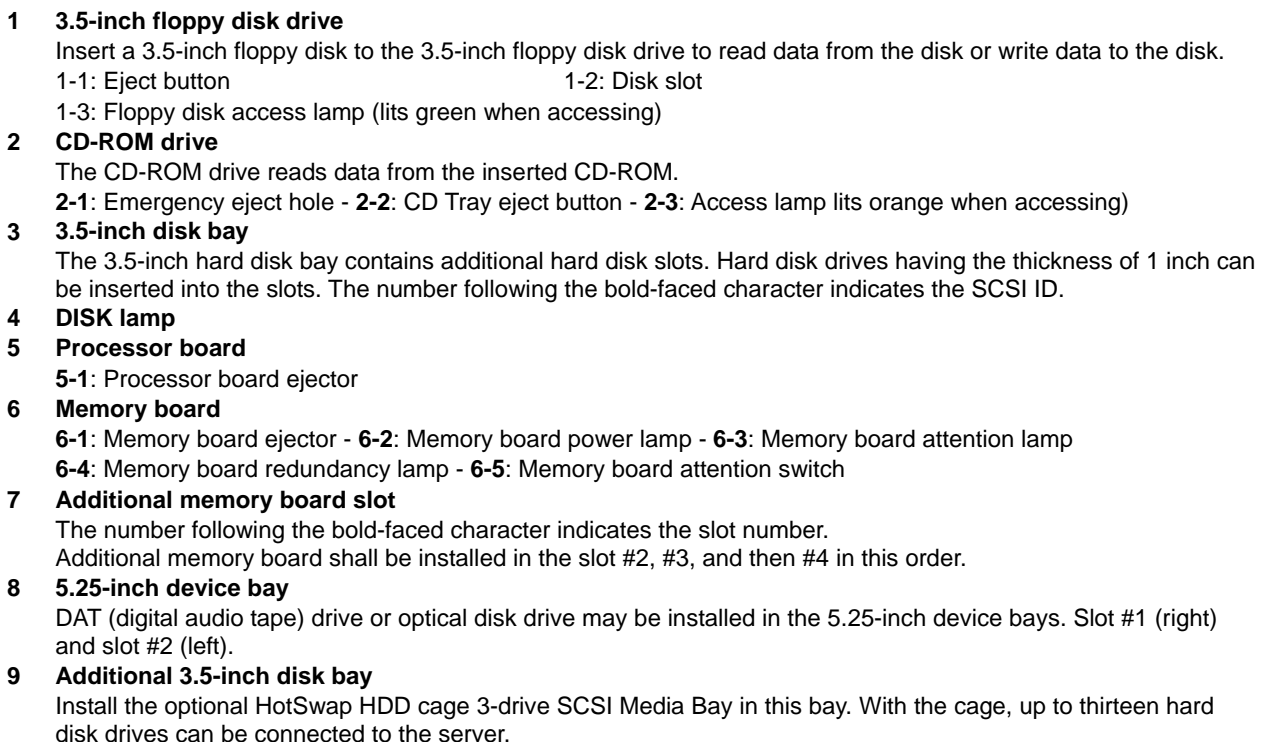 1 3.5-inch floppy disk drive
Insert a 3.5-inch floppy disk to the 3.5-inch floppy disk drive to read data from the disk or write data to the disk.
1-1: Eject button 1-2: Disk slot
1-3: Floppy disk access lamp (lits green when accessing)
2 CD-ROM drive
The CD-ROM drive reads data from the inserted CD-ROM.
2-1: Emergency eject hole - 2-2: CD Tray eject button - 2-3: Access lamp lits orange when accessing)
3 3.5-inch disk bay
The 3.5-inch hard disk bay contains additional hard disk slots. Hard disk drives having the thickness of 1 inch can
be inserted into the slots. The number following the bold-faced character indicates the SCSI ID.
4 DISK lamp
5 Processor board
5-1: Processor board ejector
6 Memory board
6-1: Memory board ejector - 6-2: Memory board power lamp - 6-3: Memory board attention lamp
6-4: Memory board redundancy lamp - 6-5: Memory board attention switch
7 Additional memory board slot
The number following the bold-faced character indicates the slot number.
Additional memory board shall be installed in the slot #2, #3, and then #4 in this order.
8 5.25-inch device bay
DAT (digital audio tape) drive or optical disk drive may be installed in the 5.25-inch device bays. Slot #1 (right)
and slot #2 (left).
9 Additional 3.5-inch disk bay
Install the optional HotSwap HDD cage 3-drive SCSI Media Bay in this bay. With the cage, up to thirteen hard
disk drives can be connected to the server.